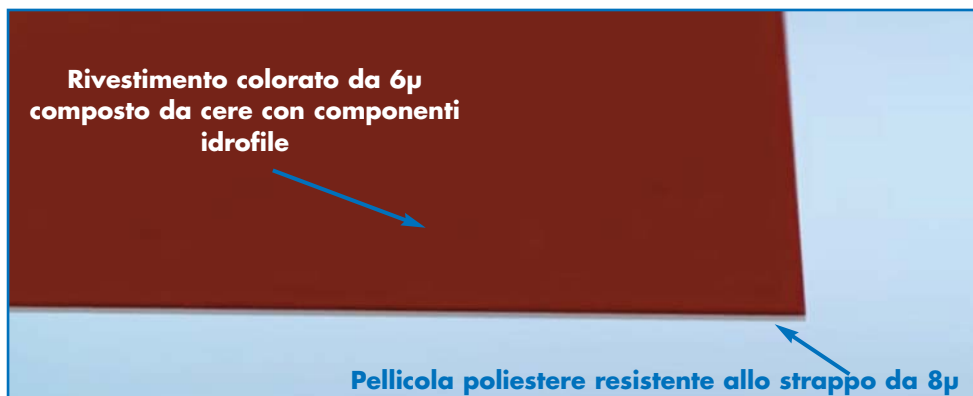 Rivestimento colorato da 6µ
composto da cere con componenti
idrofile
Pellicola poliestere resistente allo strappo da 8µ